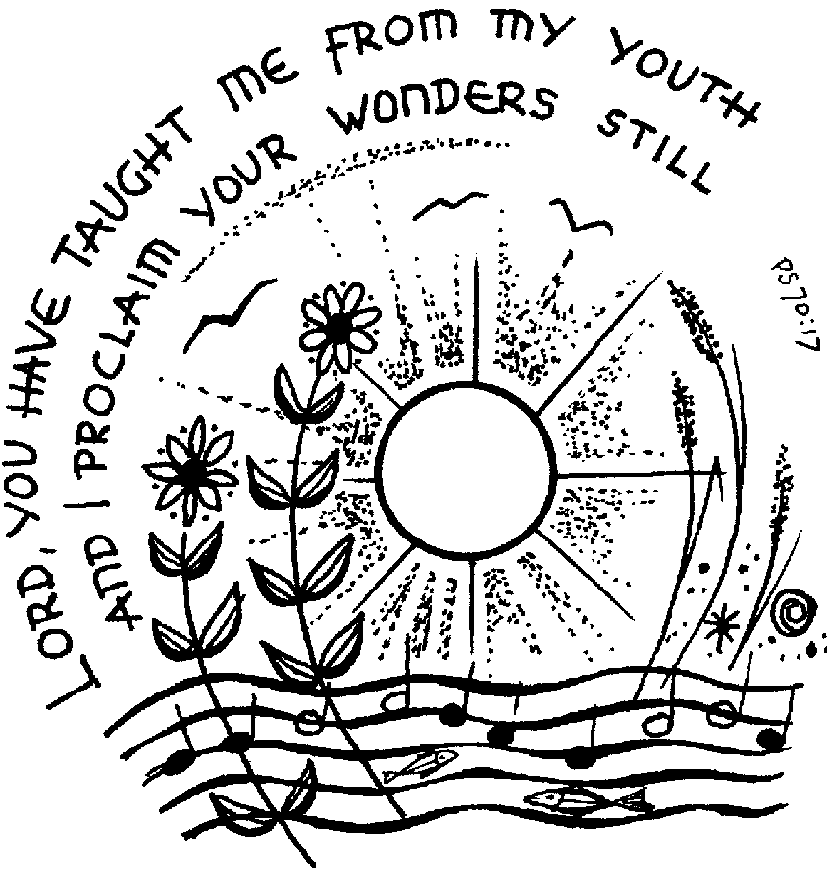 LORD, YOU HAVE TAUGHT ME FROM MY YOUTH
AND I PROCLAIM YOUR WONDERS STILL
PS 70:17